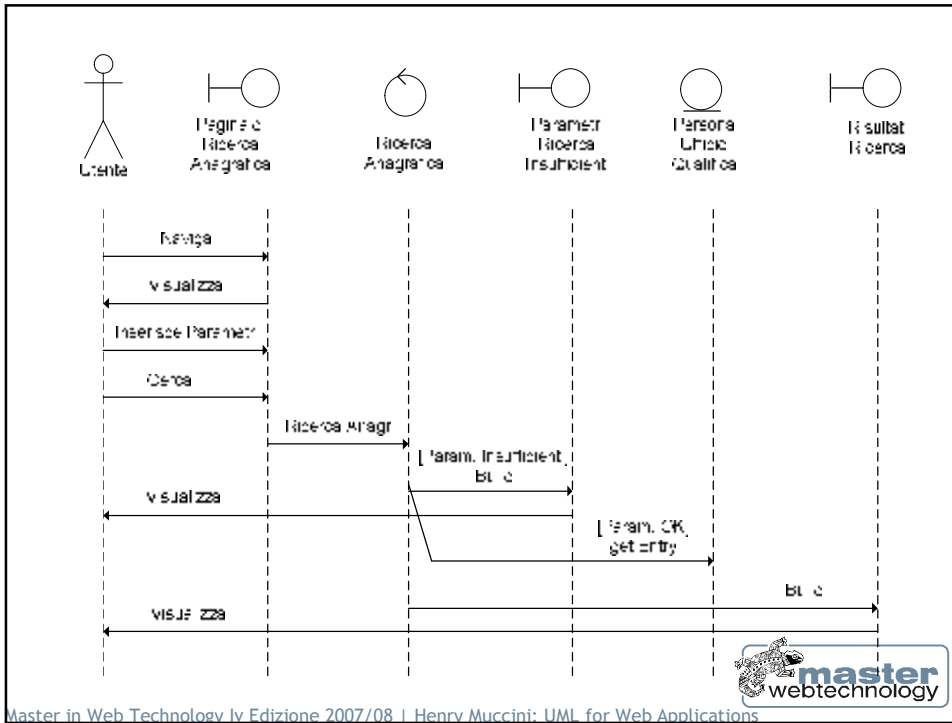 Utente
Pagina di
Ricerca
Anagrafica
Ricerca
Anagrafica
Parametri
Ricerca
Insufficienti
Persona
Ufficio
Qualifica
Risultati
Ricerca
Naviga
visualizza
Inserisce Parametri
Cerca
Ricerca Anagr
[Param. Insufficienti]
Build
visualizza
[Param. OK]
get Entry
Build
visualizza
master
webtechnology
Master in Web Technology Iv Edizione 2007/08 | Henry Muccini: UML for Web Applications